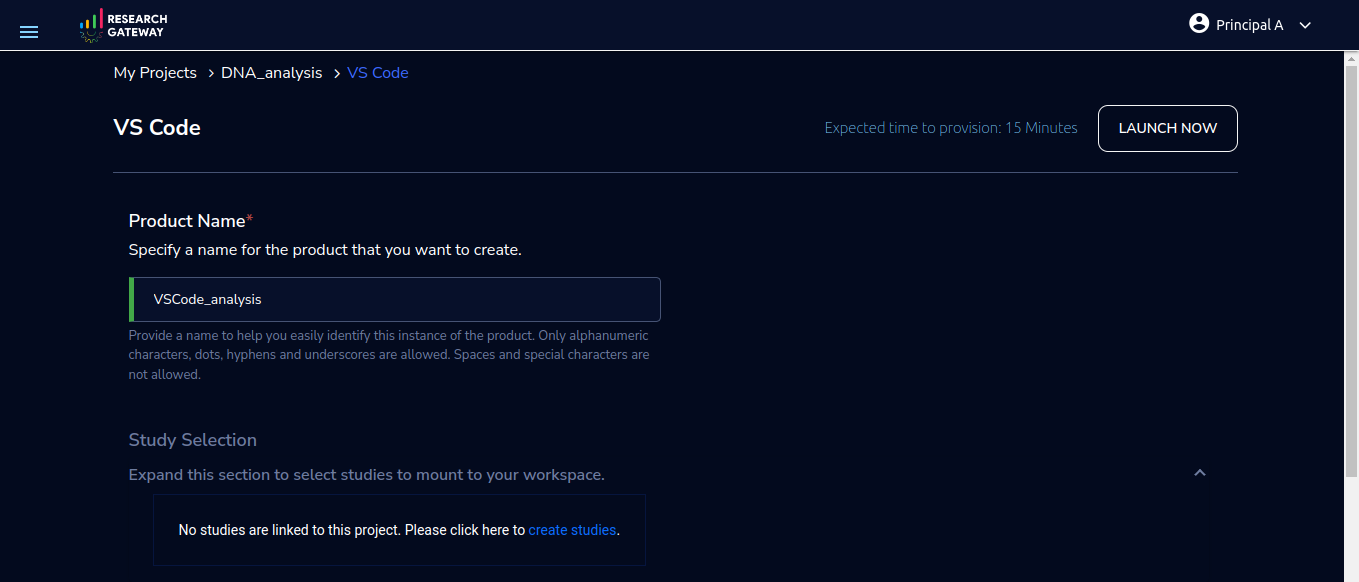 RESEARCH
GATEWAY
Principal A
My Projects > DNA_analysis > VS Code
VS Code
Expected time to provision: 15 Minutes
LAUNCH NOW
Product Name*
Specify a name for the product that you want to create.
VSCode_analysis
Provide a name to help you easily identify this instance of the product. Only alphanumeric
characters, dots, hyphens and underscores are allowed. Spaces and special characters are
not allowed.
Study Selection
Expand this section to select studies to mount to your workspace.
No studies are linked to this project. Please click here to create studies.